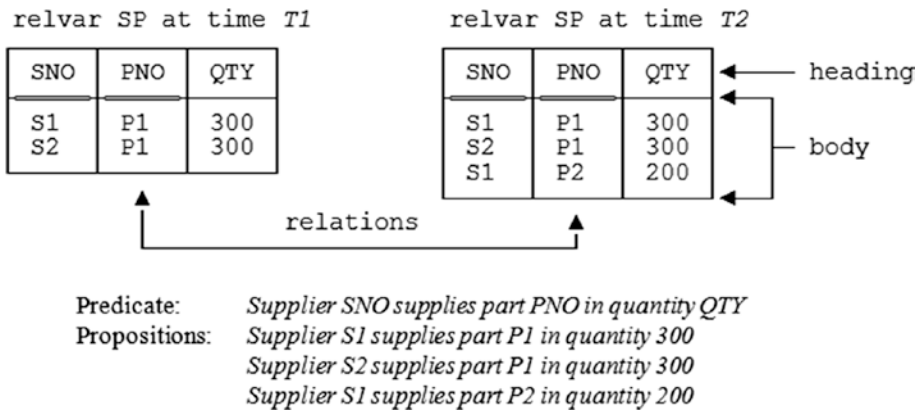 relvar SP at time T1
relvar SP at time T2
SNO PNO QTY
S1 P1 300
S2 P1 300
SNO PNO QTY
S1 P1 300
S2 P1 300
S1 P2 200
heading
body
relations
Predicate: Supplier SNO supplies part PNO in quantity QTY
Propositions: Supplier S1 supplies part P1 in quantity 300
Supplier S2 supplies part P1 in quantity 300
Supplier S1 supplies part P2 in quantity 200